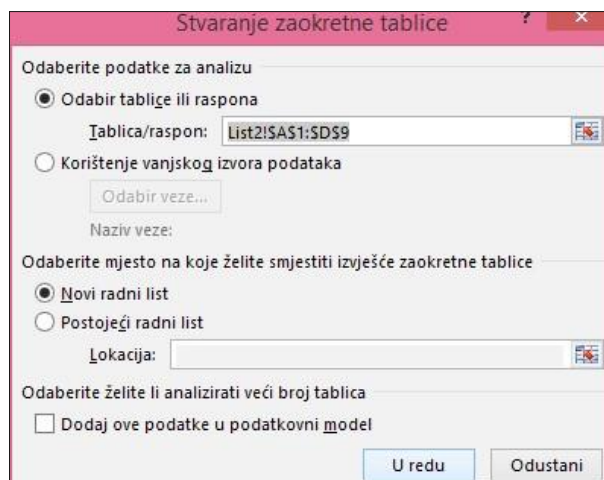 Stvaranje zaokretne tablice ? ×
Odaberite podatke za analizu
Odabir tablice ili raspona
Tablica/raspon: List2!$A$1:$D$9
Korištenje vanjskog izvora podataka
Odabir veze...
Naziv veze:
Odaberite mjesto na koje želite smjestiti izvješće zaokretne tablice
Novi radni list
Postojeći radni list
Lokacija:
Odaberite želite li analizirati veći broj tablica
Dodaj ove podatke u podatkovni model
U redu Odustani